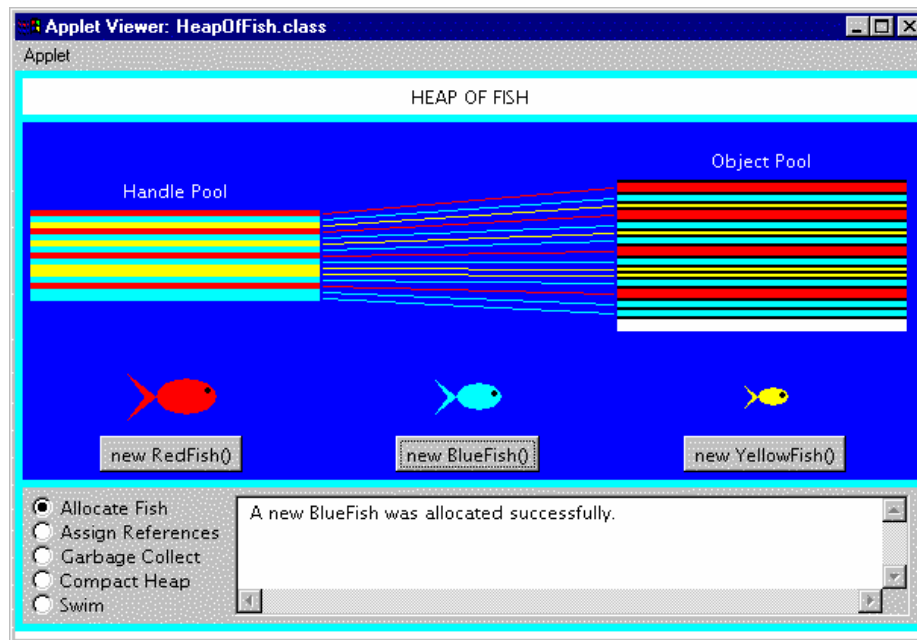 Applet Viewer: HeapOfFish.class
Applet
HEAP OF FISH
Object Pool
Handle Pool
new RedFish()
new BlueFish()
new YellowFish()
Allocate Fish
Assign References
Garbage Collect
Compact Heap
Swim
A new BlueFish was allocated successfully.